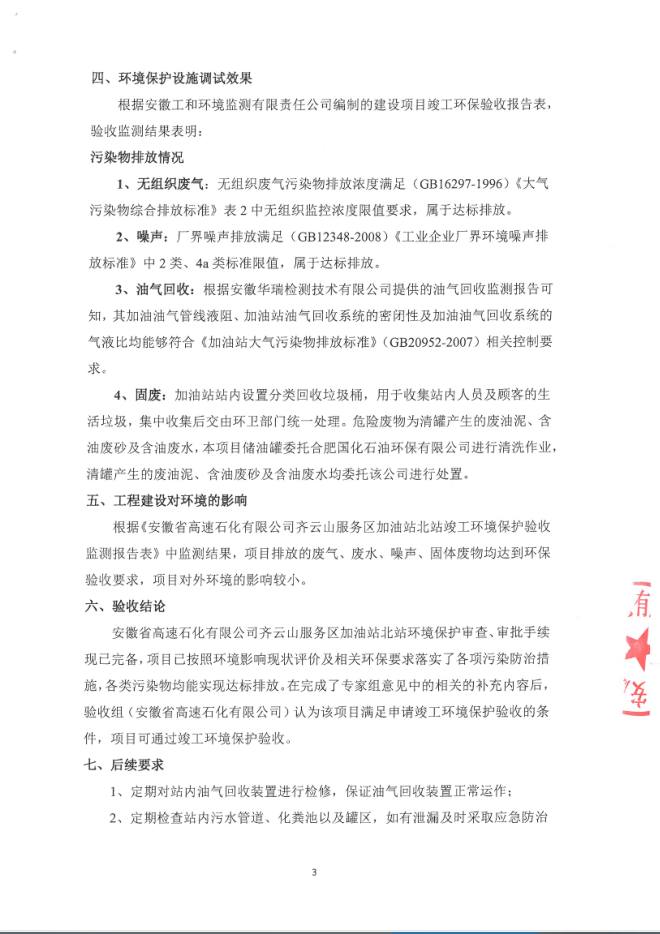 四、环境保护设施调试效果
根据安徽工和环境监测有限责任公司编制的建设项目竣工环保验收报告表，
验收监测结果表明：
污染物排放情况
1、无组织废气：无组织废气污染物排放浓度满足（GB16297-1996）《大气
污染物综合排放标准》表 2 中无组织监控浓度限值要求，属于达标排放。
2、噪声：厂界噪声排放满足（GB12348-2008）《工业企业厂界环境噪声排
放标准》中 2 类、4a 类标准限值，属于达标排放。
3、油气回收：根据安徽华瑞检测技术有限公司提供的油气回收监测报告可
知，其加油油气管线液阻、加油站油气回收系统的密闭性及加油油气回收系统的
气液比均能够符合《加油站大气污染物排放标准》（GB20952-2007）相关控制要
求。
4、固废：加油站站内设置分类回收垃圾桶，用于收集站内人员及顾客的生
活垃圾，集中收集后交由环卫部门统一处理。危险废物为清罐产生的废油泥、含
油废砂及含油废水，本项目储油罐委托合肥国化石油环保有限公司进行清洗作业，
清罐产生的废油泥、含油废砂及含油废水均委托该公司进行处置。
五、工程建设对环境的影响
根据《安徽省高速石化有限公司齐云山服务区加油站北站竣工环境保护验收
监测报告表》中监测结果，项目排放的废气、废水、噪声、固体废物均达到环保
验收要求，项目对外环境的影响较小。
六、验收结论
安徽省高速石化有限公司齐云山服务区加油站北站环境保护审查、审批手续
现已完备，项目已按照环境影响现状评价及相关环保要求落实了各项污染防治措
施，各类污染物均能实现达标排放。在完成了专家组意见中的相关的补充内容后，
验收组（安徽省高速石化有限公司）认为该项目满足申请竣工环境保护验收的条
件，项目可通过竣工环境保护验收。
七、后续要求
1、定期对站内油气回收装置进行检修，保证油气回收装置正常运作；
2、定期检查站内污水管道、化粪池以及罐区，如有泄漏及时采取应急防治
有
安
3